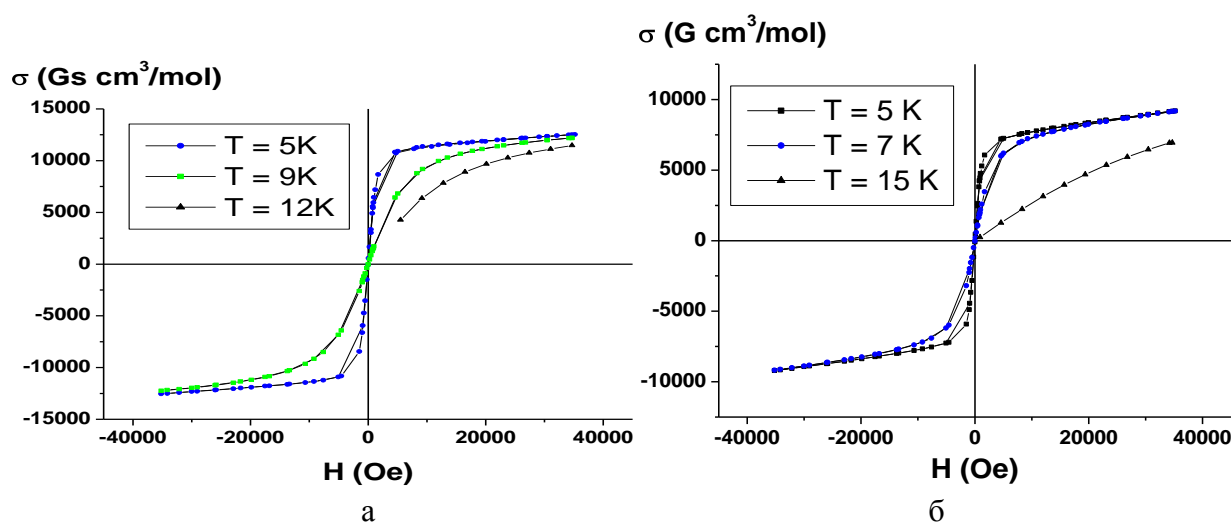 σ (Gs cm³/mol)
15000
10000
5000
0
-5000
-10000
-15000
T = 5K
T = 9K
T = 12K
-40000 -20000 0 20000 40000
H (Oe)
а
σ (G cm³/mol)
10000
5000
0
-5000
-10000
T = 5 K
T = 7 K
T = 15 K
-40000 -20000 0 20000 40000
H (Oe)
б